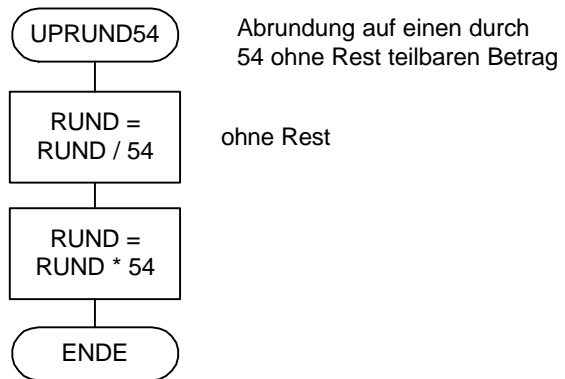 UPRUND54
Abrundung auf einen durch
54 ohne Rest teilbaren Betrag
RUND =
RUND / 54
ohne Rest
RUND =
RUND * 54
ENDE